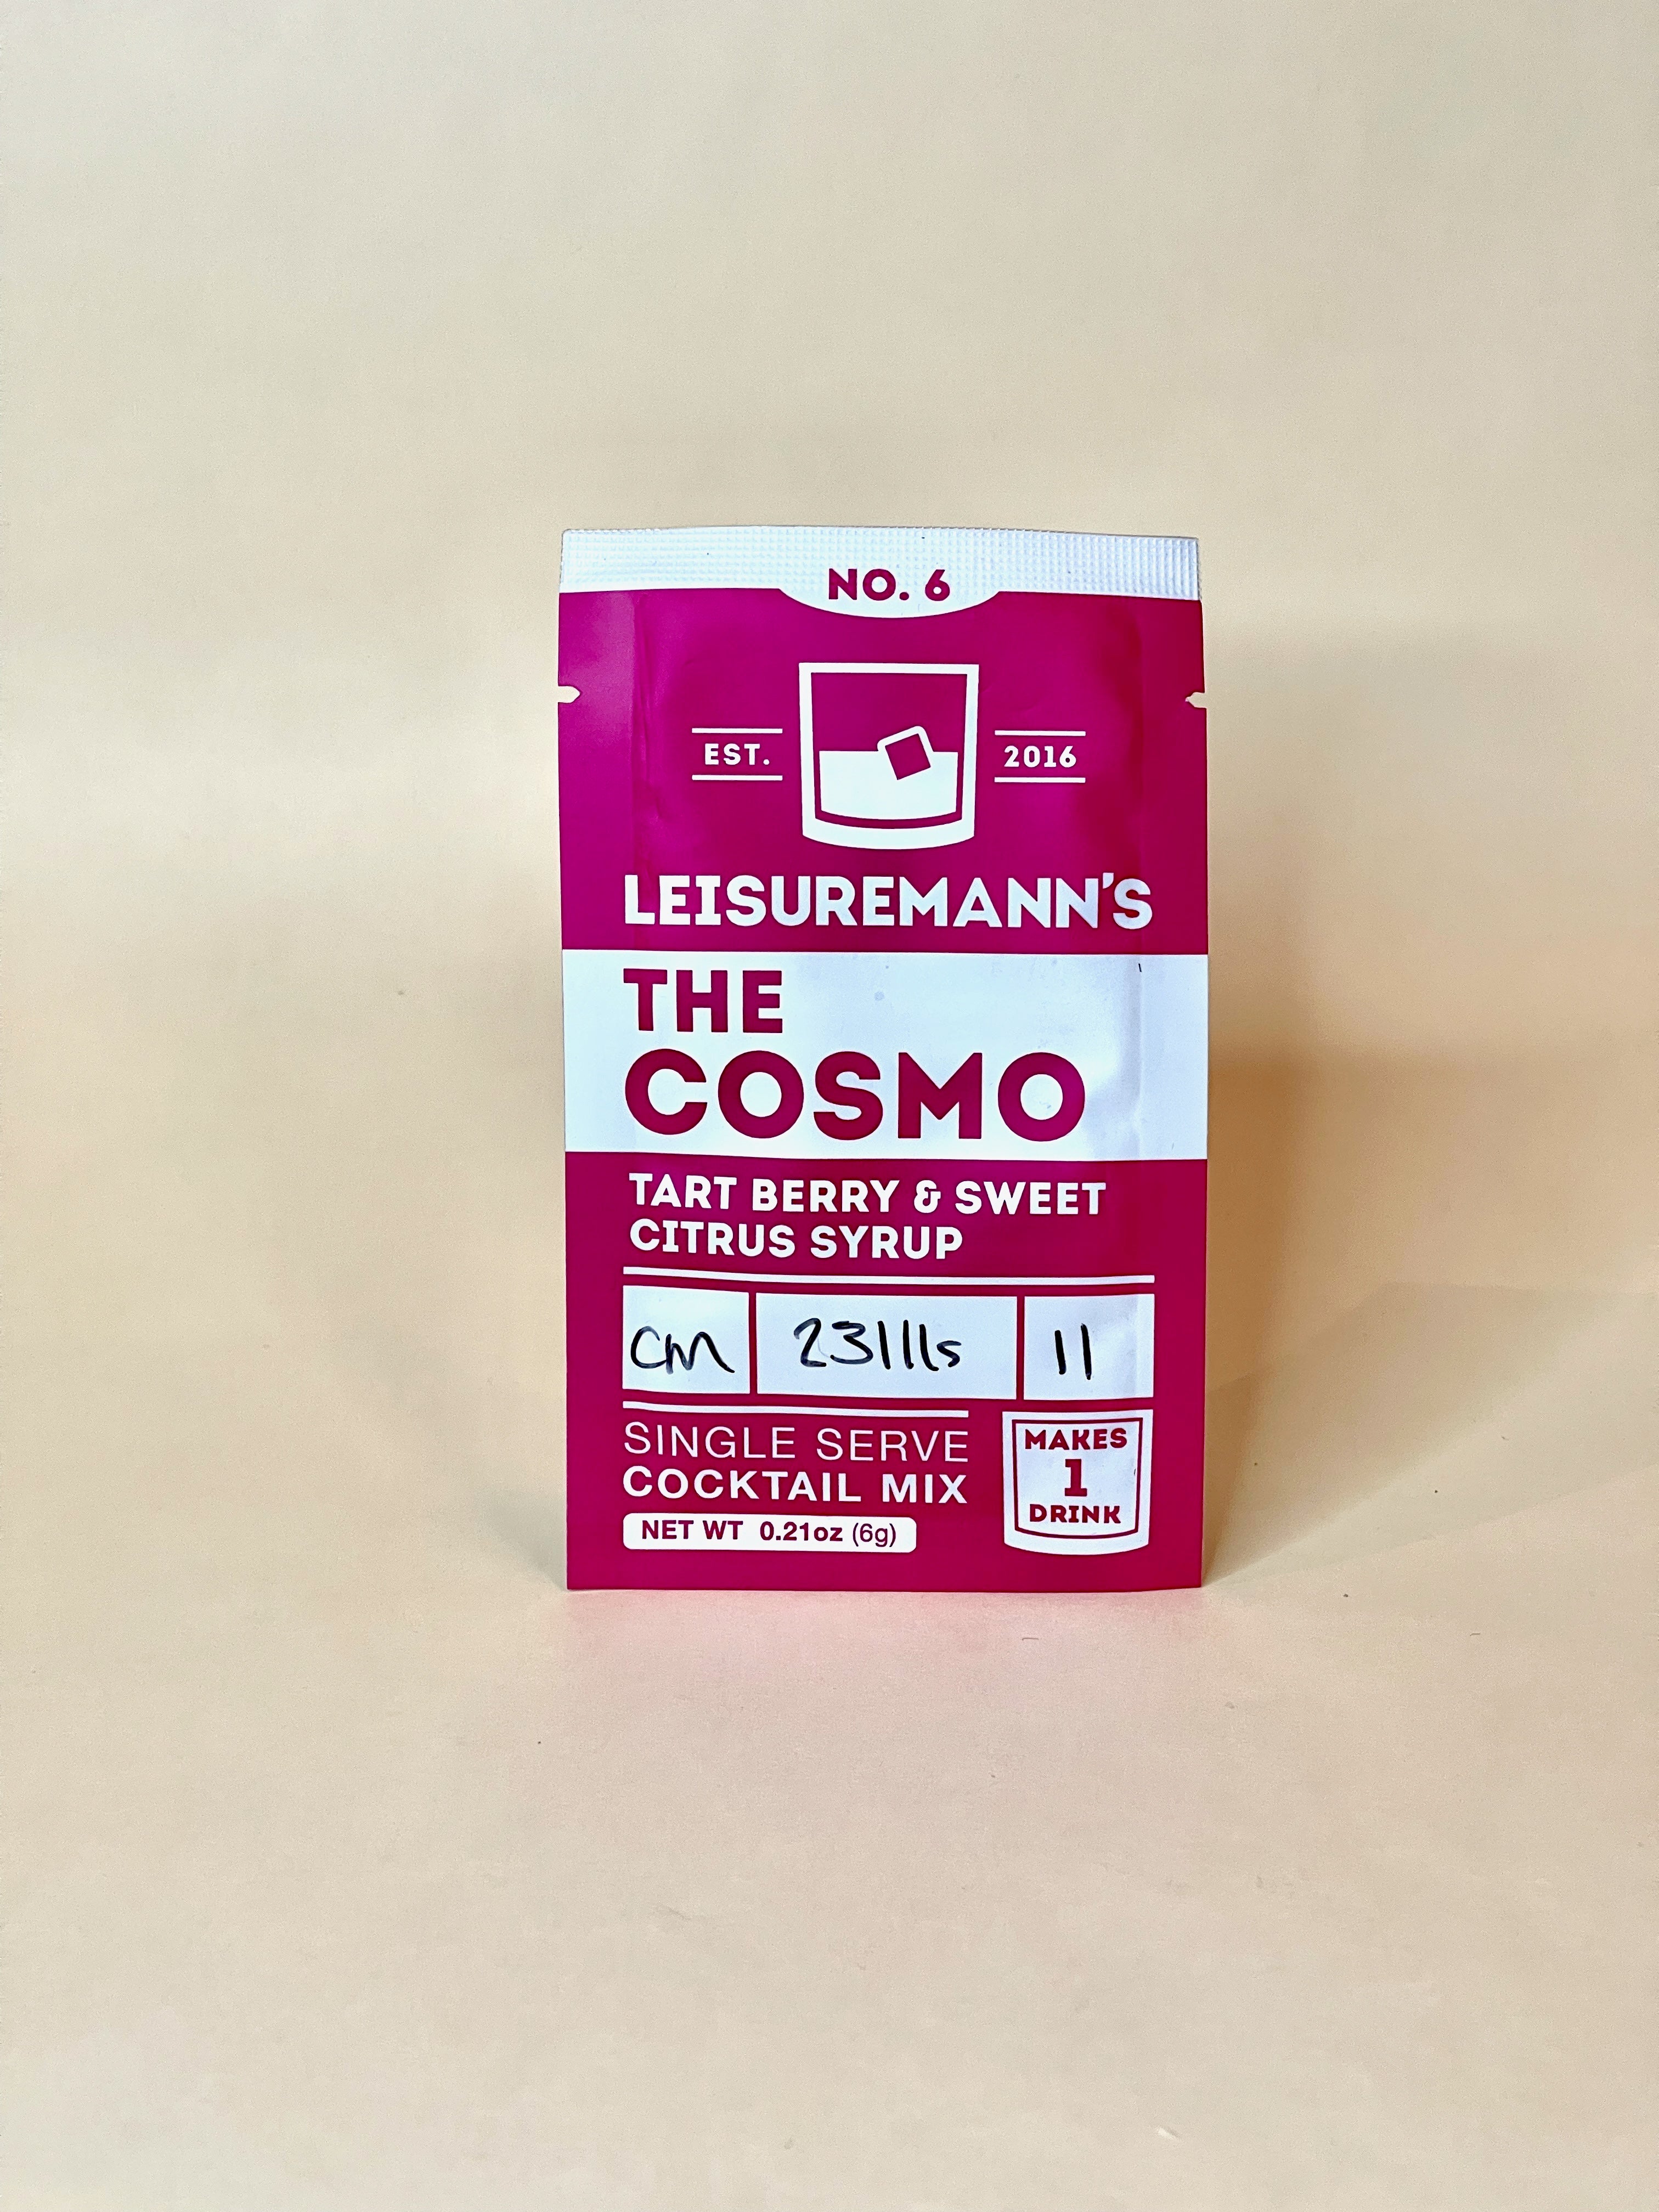 NO. 6
EST. 2016
LEISUREMANN'S
THE
COSMO
TART BERRY & SWEET
CITRUS SYRUP
CM 23111s 11
SINGLE SERVE
COCKTAIL MIX
NET WT 0.21oz (6g)
MAKES
1
DRINK